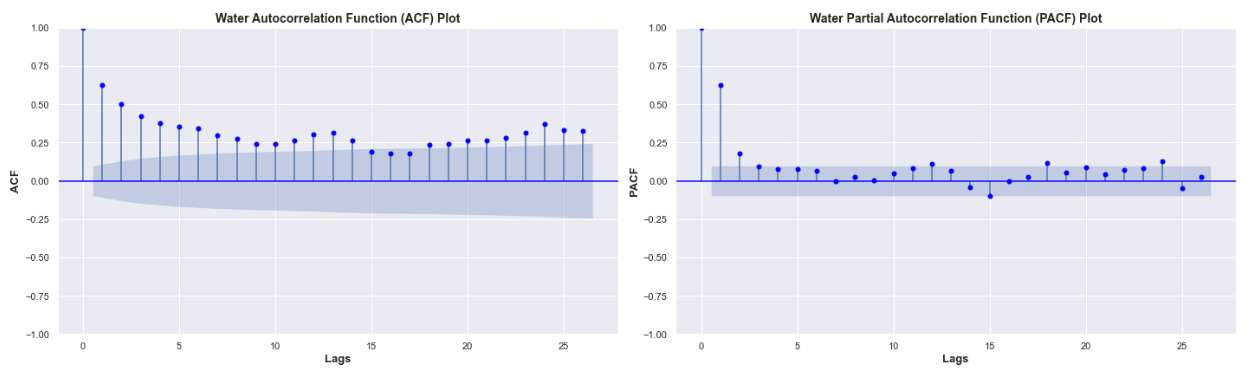 Water Autocorrelation Function (ACF) Plot
1.00
0.75
0.50
0.25
0.00
−0.25
−0.50
−0.75
−1.00
ACF
0 5 10 15 20 25
Lags
Water Partial Autocorrelation Function (PACF) Plot
1.00
0.75
0.50
0.25
0.00
−0.25
−0.50
−0.75
−1.00
PACF
0 5 10 15 20 25
Lags